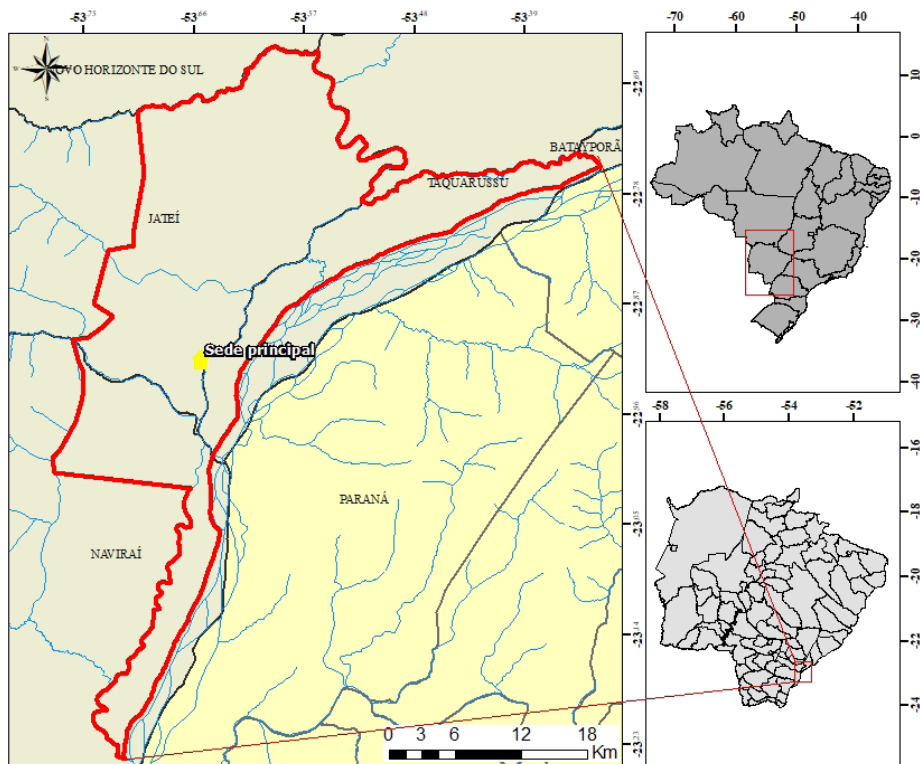 -53.75 -53.66 -53.57 -53.48 -53.39
N
W
S
OVO HORIZONTE DO SUL
BATAYPORÃ
TAQUARUSSU
JATEÍ
Sede principal
PARANÁ
NAVIRAÍ
0 3 6 12 18
Km
-22.69
-22.78
-22.87
-22.96
-23.05
-23.14
-23.23
-70 -60 -50 -40
10
0
-10
-20
-30
-40
-58 -56 -54 -52
-16
-18
-20
-22
-24